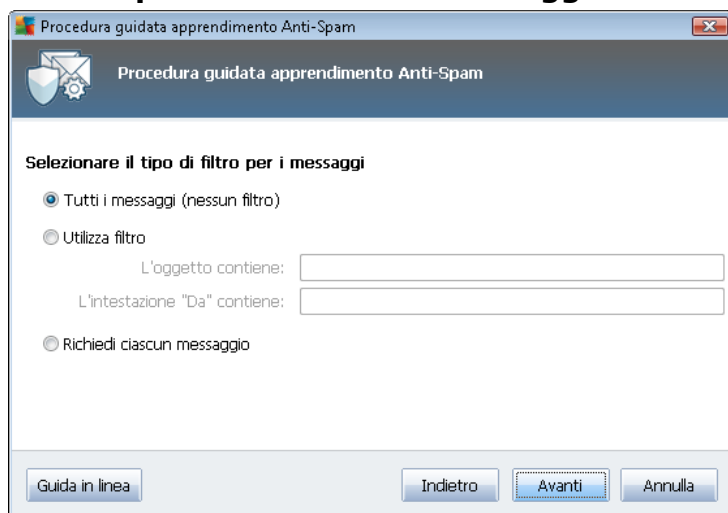 Procedura guidata apprendimento Anti-Spam
Procedura guidata apprendimento Anti-Spam
Selezionare il tipo di filtro per i messaggi
Tutti i messaggi (nessun filtro)
Utilizza filtro
L'oggetto contiene:
L'intestazione "Da" contiene:
Richiedi ciascun messaggio
Guida in linea
Indietro
Avanti
Annulla